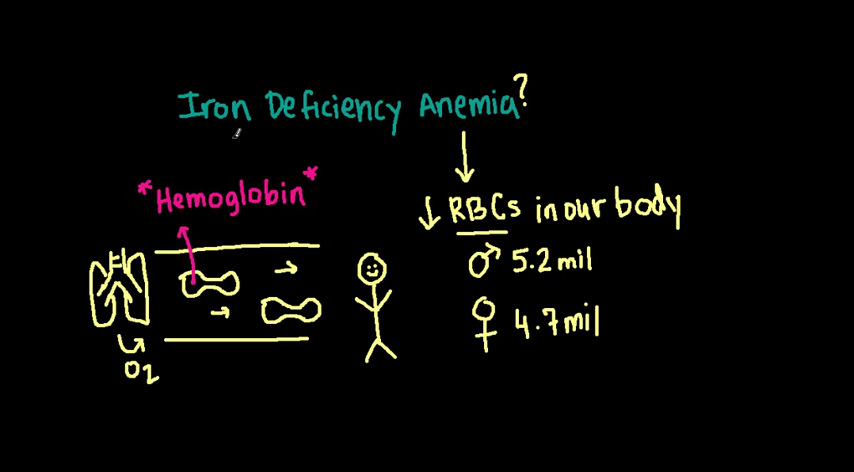 Iron Deficiency Anemia?
*Hemoglobin*
↓ RBCs in our body
♂ 5.2 mil
♀ 4.7 mil
O2